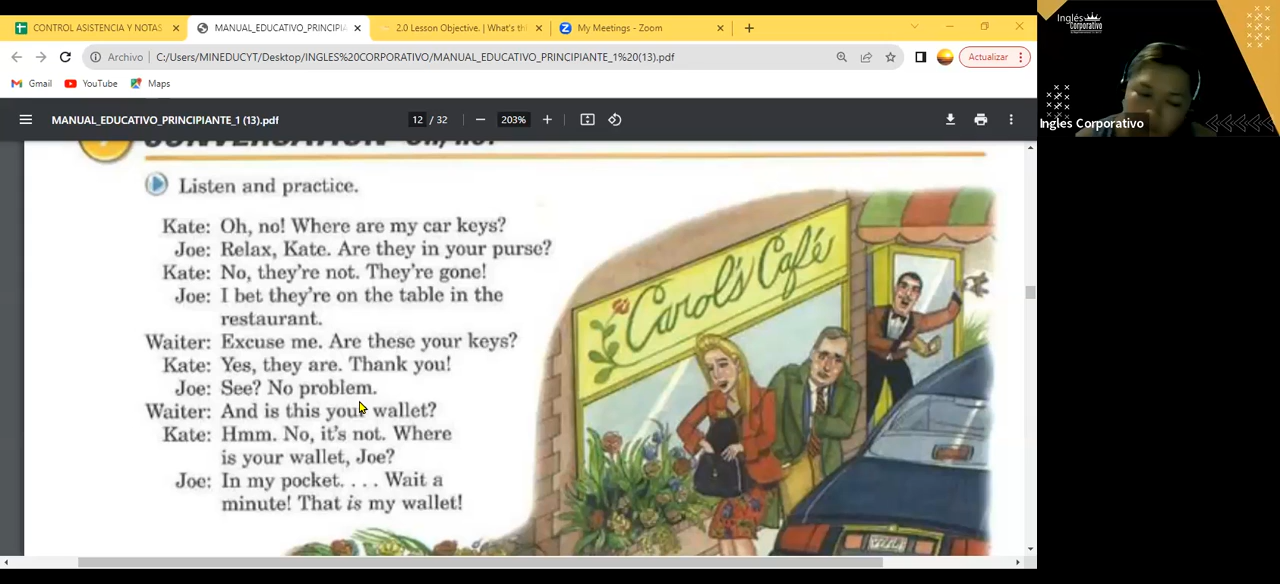 CONTROL ASISTENCIA Y NOTAS
MANUAL_EDUCATIVO_PRINCIPIA
2.0 Lesson Objective. | What's thi
My Meetings - Zoom
Archivo
C:/Users/MINEDUCYT/Desktop/INGLES%20CORPORATIVO/MANUAL_EDUCATIVO_PRINCIPIANTE_1%20(13).pdf
Actualizar
Gmail
YouTube
Maps
MANUAL_EDUCATIVO_PRINCIPIANTE_1 (13).pdf
12 / 32
203%
Listen and practice.
Kate: Oh, no! Where are my car keys?
Joe: Relax, Kate. Are they in your purse?
Kate: No, they're not. They're gone!
Joe: I bet they're on the table in the
restaurant.
Waiter: Excuse me. Are these your keys?
Kate: Yes, they are. Thank you!
Joe: See? No problem.
Waiter: And is this your wallet?
Kate: Hmm. No, it's not. Where
is your wallet, Joe?
Joe: In my pocket. . . . Wait a
minute! That is my wallet!
Carol's Café
Inglés
Corporativo
Ingles Corporativo